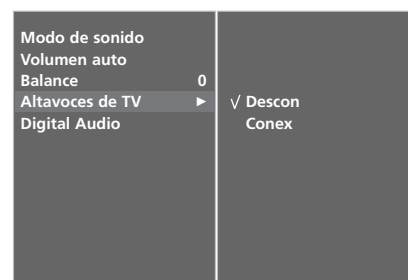 Modo de sonido
Volumen auto
Balance 0
Altavoces de TV ►
Digital Audio
√ Descon
Conex